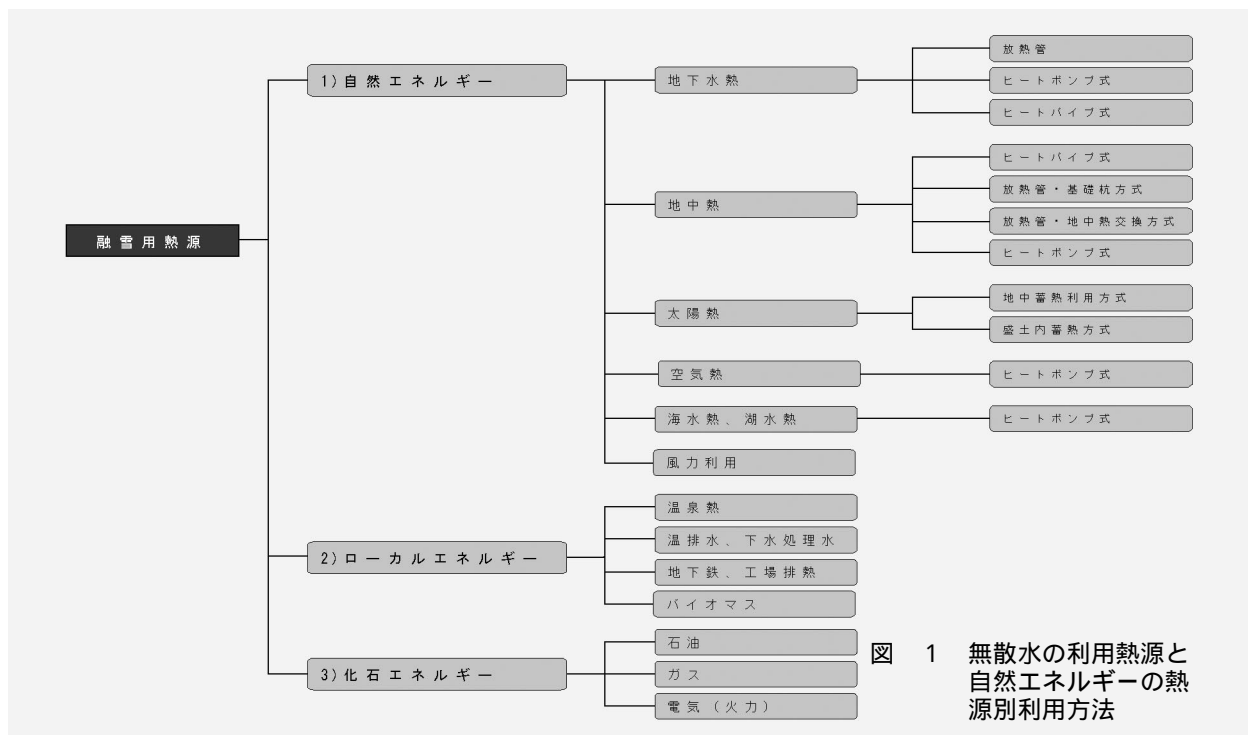 融雪用熱源
1)自然エネルギー
地下水熱
放熱管
ヒートポンプ式
ヒートパイプ式
地中熱
ヒートパイプ式
放熱管・基礎杭方式
放熱管・地中熱交換方式
ヒートポンプ式
太陽熱
地中蓄熱利用方式
盛土内蓄熱方式
空気熱
ヒートポンプ式
海水熱、湖水熱
ヒートポンプ式
風力利用
2)ローカルエネルギー
温泉熱
温排水、下水処理水
地下鉄、工場排熱
バイオマス
3)化石エネルギー
石油
ガス
電気(火力)
図 1 無散水の利用熱源と
自然エネルギーの熱
源別利用方法